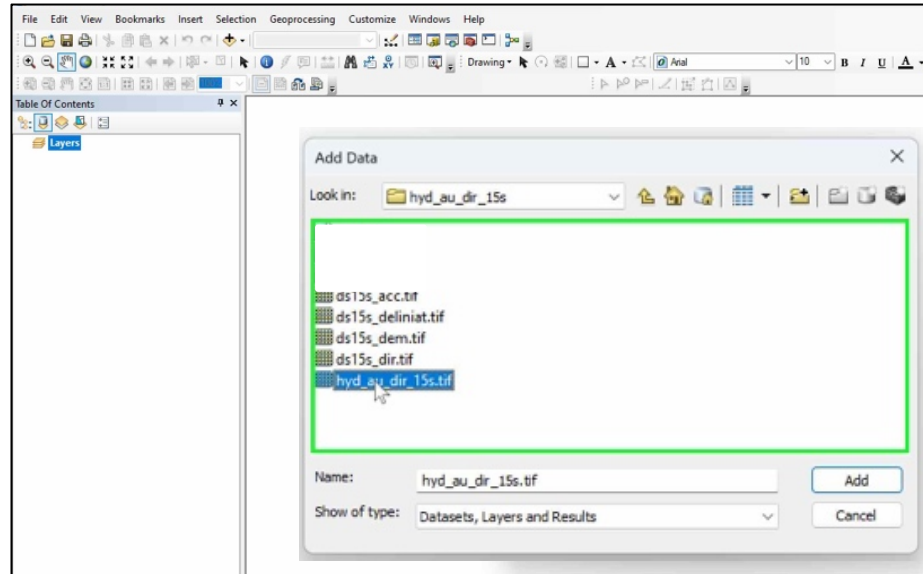 File Edit View Bookmarks Insert Selection Geoprocessing Customize Windows Help
Drawing A Arial 10 B I U A
Table Of Contents
Layers
Add Data
Look in: hyd_au_dir_15s
ds15s_acc.tif
ds15s_deliniat.tif
ds15s_dem.tif
ds15s_dir.tif
hyd_au_dir_15s.tif
Name: hyd_au_dir_15s.tif Add
Show of type: Datasets, Layers and Results Cancel